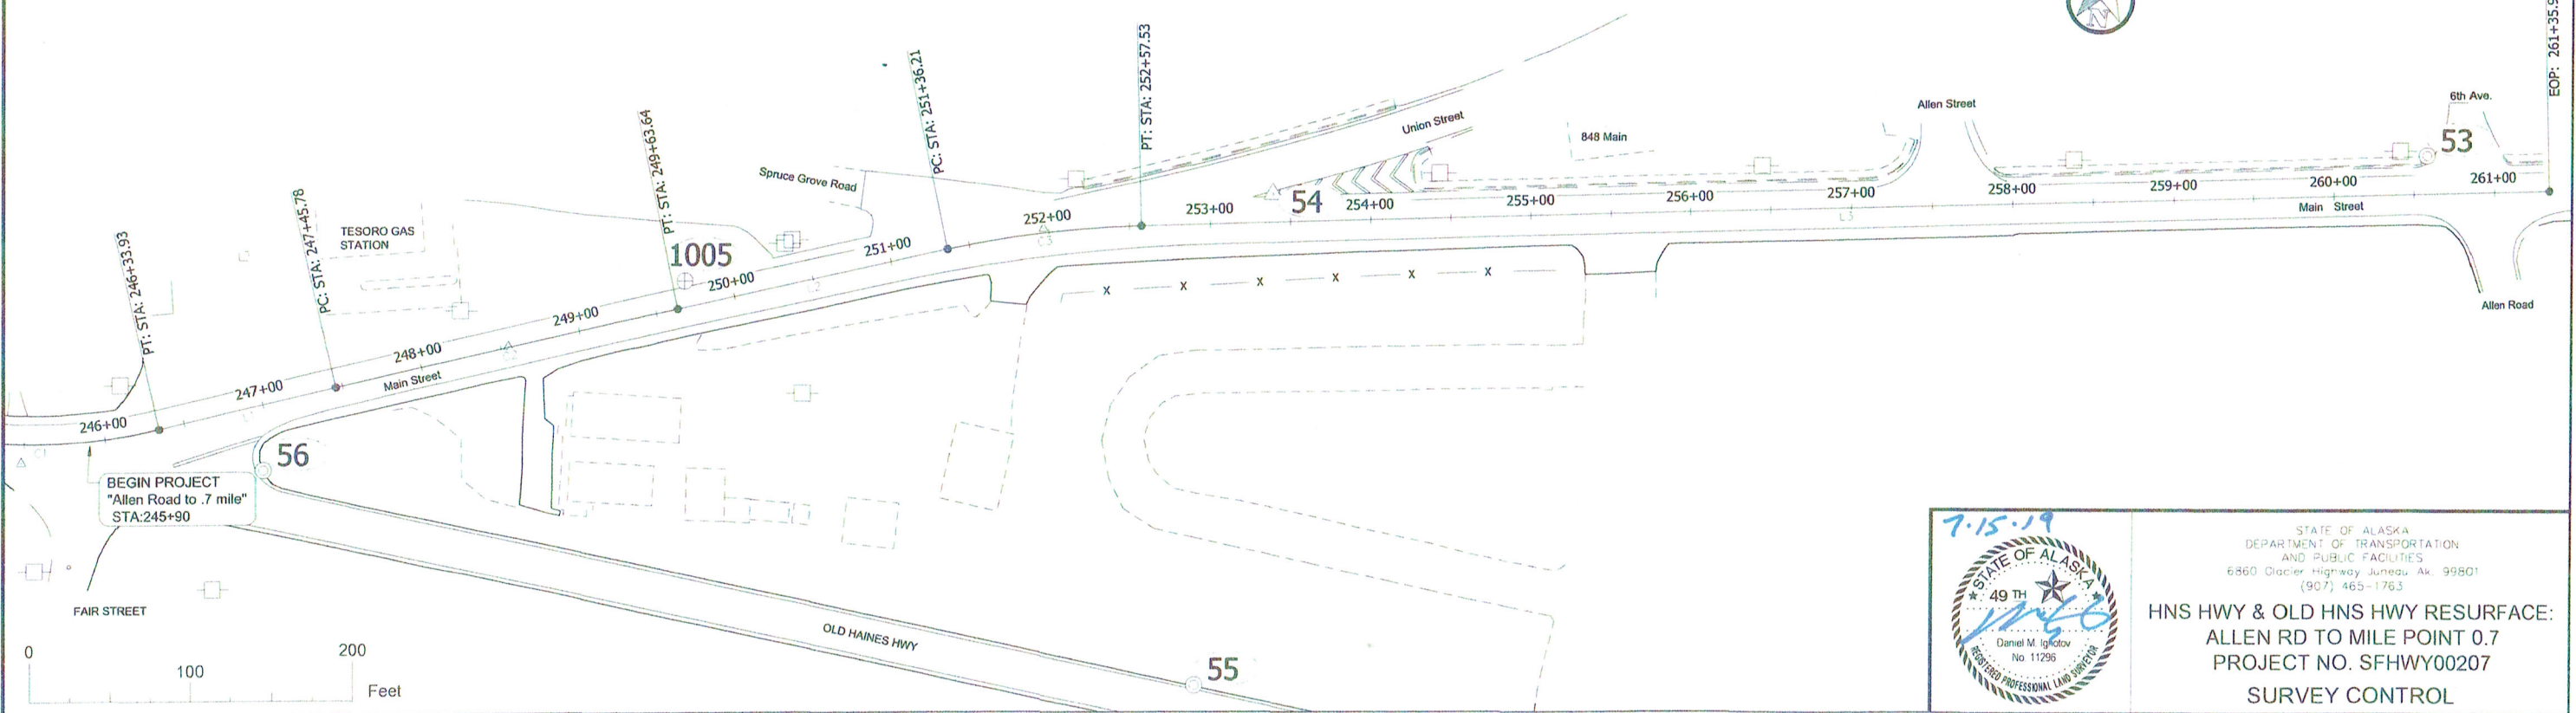 PT: STA: 246+33.93
PC: STA: 247+45.78
PT: STA: 249+63.64
PC: STA: 251+36.21
PT: STA: 252+57.53
N
TESORO GAS
STATION
1005
Spruce Grove Road
Union Street
848 Main
Allen Street
6th Ave.
53
54
246+00
247+00
248+00
249+00
250+00
251+00
252+00
253+00
254+00
255+00
256+00
257+00
258+00
259+00
260+00
261+00
C1
L2
C3
L3
Main Street
Main Street
X X X X X X
Allen Road
56
BEGIN PROJECT
"Allen Road to .7 mile"
STA:245+90
FAIR STREET
OLD HAINES HWY
55
0 100 200
Feet
7.15.19
STATE OF ALASKA
49 TH
Daniel M. Ignotov
No. 11296
REGISTERED PROFESSIONAL LAND SURVEYOR
STATE OF ALASKA
DEPARTMENT OF TRANSPORTATION
AND PUBLIC FACILITIES
6860 Glacier Highway Juneau Ak. 99801
(907) 465-1763
HNS HWY & OLD HNS HWY RESURFACE:
ALLEN RD TO MILE POINT 0.7
PROJECT NO. SFHWY00207
SURVEY CONTROL